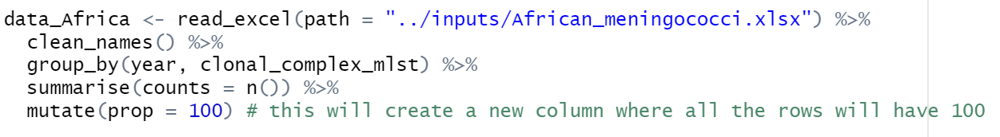 data_Africa <- read_excel(path = "../inputs/African_meningococci.xlsx") %>%
clean_names() %>%
group_by(year, clonal_complex_mlst) %>%
summarise(counts = n()) %>%
mutate(prop = 100) # this will create a new column where all the rows will have 100